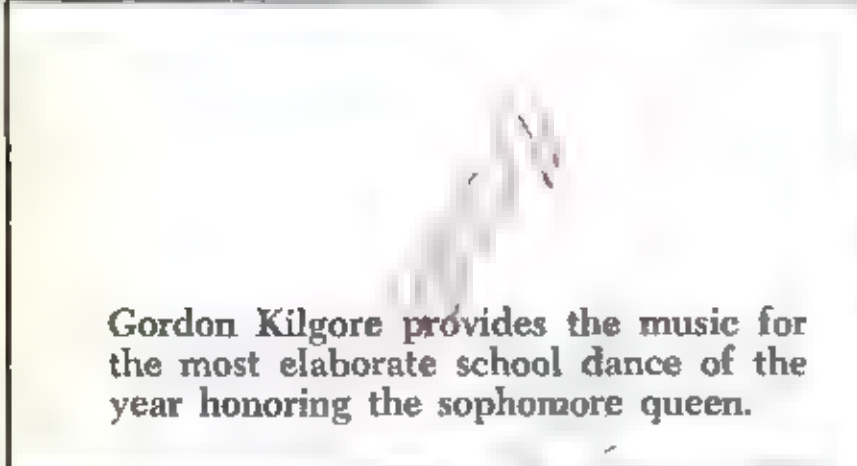 Gordon Kilgore provides the music for
the most elaborate school dance of the
year honoring the sophomore queen.